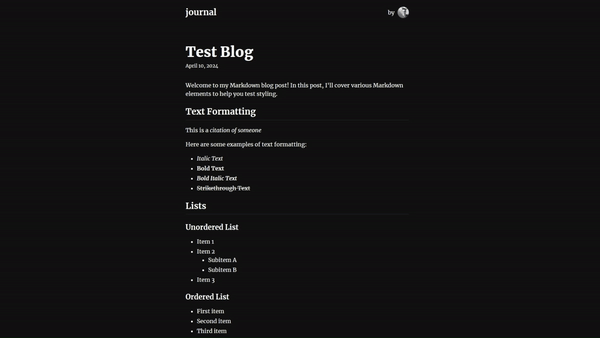 journal
by
Test Blog
April 10, 2024
Welcome to my Markdown blog post! In this post, I'll cover various Markdown
elements to help you test styling.
Text Formatting
This is a citation of someone
Here are some examples of text formatting:
Italic Text
Bold Text
Bold Italic Text
Strikethrough Text
Lists
Unordered List
Item 1
Item 2
Subitem A
Subitem B
Item 3
Ordered List
First item
Second item
Third item